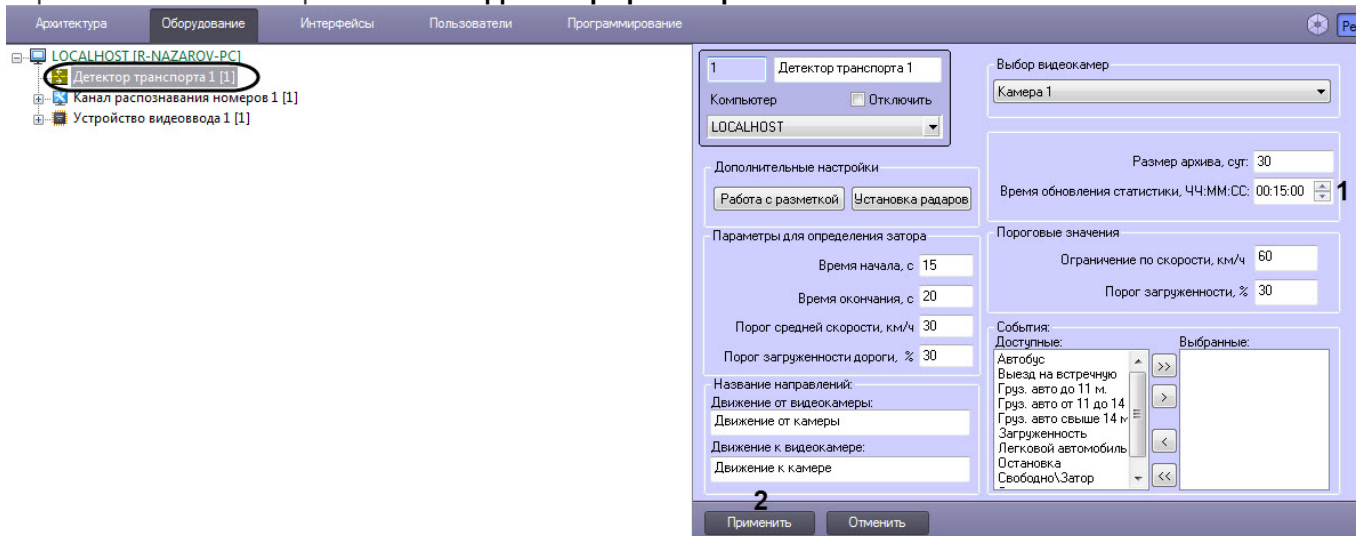 Архитектура Оборудование Интерфейсы Пользователи Программирование
LOCALHOST [R-NAZAROV-PC]
Детектор транспорта 1 [1]
Канал распознавания номеров 1 [1]
Устройство видеоввода 1 [1]
1 Детектор транспорта 1
Компьютер Отключить
LOCALHOST
Дополнительные настройки
Работа с разметкой Установка радаров
Параметры для определения затора
Время начала, с 15
Время окончания, с 20
Порог средней скорости, км/ч 30
Порог загруженности дороги, % 30
Название направлений:
Движение от видеокамеры:
Движение от камеры
Движение к видеокамере:
Движение к камере
Выбор видеокамер
Камера 1
Размер архива, сут: 30
Время обновления статистики, ЧЧ:ММ:СС: 00:15:00 1
Пороговые значения
Ограничение по скорости, км/ч 60
Порог загруженности, % 30
События:
Доступные: Выбранные:
Автобус
Выезд на встречную
Груз. авто до 11 м.
Груз. авто от 11 до 14
Груз. авто свыше 14 м
Загруженность
Легковой автомобиль
Остановка
Свободно\Затор
>>
>
<
<<
2
Применить Отменить